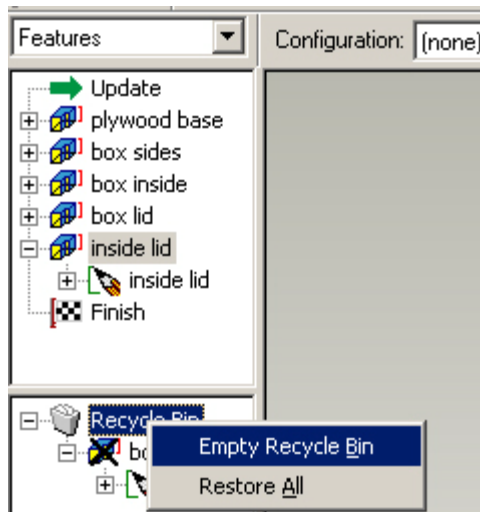 Features
Configuration: (none)
Update
plywood base
box sides
box inside
box lid
inside lid
inside lid
Finish
Recycle Bin
Empty Recycle Bin
Restore All